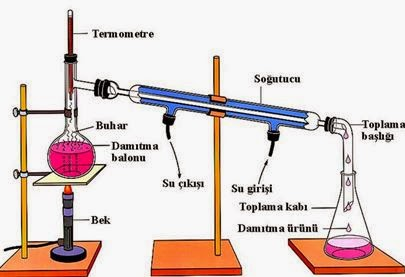 Termometre
Soğutucu
Buhar
Damıtma
balonu
Toplama
başlığı
Su çıkışı
Su girişi
Toplama kabı
Bek
Damıtma ürünü